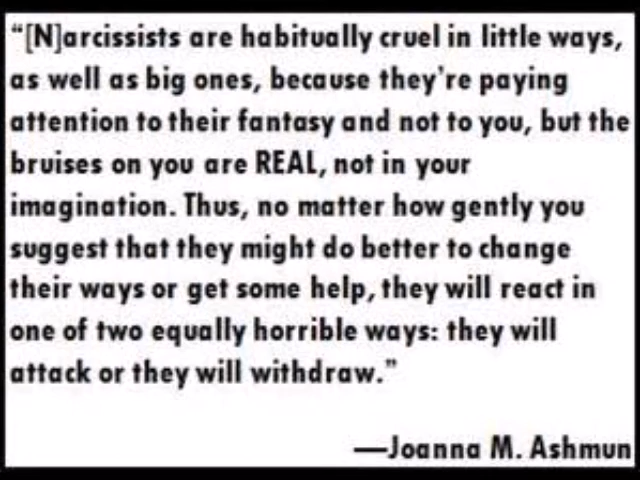 “[N]arcissists are habitually cruel in little ways,
as well as big ones, because they're paying
attention to their fantasy and not to you, but the
bruises on you are REAL, not in your
imagination. Thus, no matter how gently you
suggest that they might do better to change
their ways or get some help, they will react in
one of two equally horrible ways: they will
attack or they will withdraw.”
—Joanna M. Ashmun